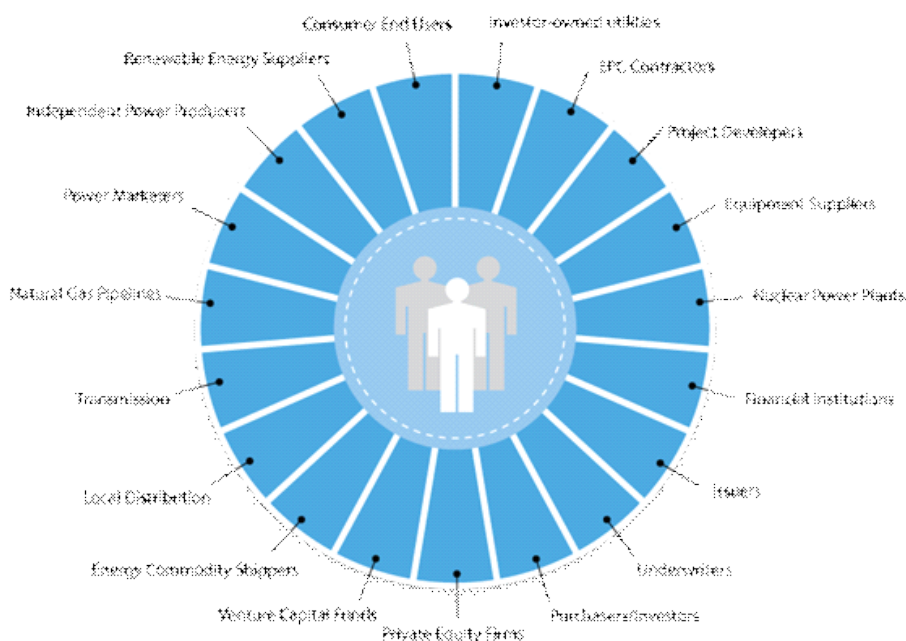 Consumer End Users
Investor-owned utilities
Renewable Energy Suppliers
EPC Contractors
Independent Power Producers
Project Developers
Power Marketers
Equipment Suppliers
Natural Gas Pipelines
Nuclear Power Plants
Transmission
Financial Institutions
Local Distribution
Issuers
Energy Commodity Shippers
Underwriters
Venture Capital Funds
Purchasers/Investors
Private Equity Firms